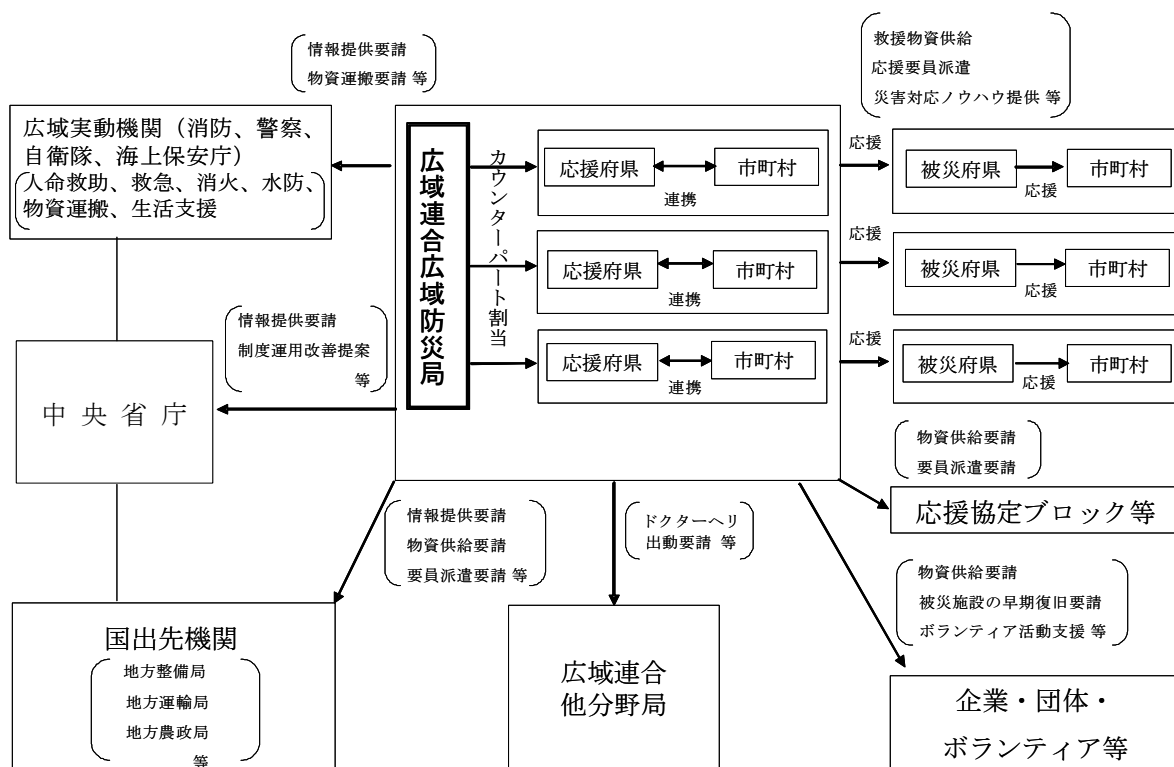 情報提供要請
物資運搬要請 等
救援物資供給
応援要員派遣
災害対応ノウハウ提供 等
広域実動機関（消防、警察、
自衛隊、海上保安庁）
人命救助、救急、消火、水防、
物資運搬、生活支援
広域連合広域防災局
カウンターパート割当
応援府県
市町村
連携
応援
被災府県
市町村
応援
応援府県
市町村
連携
応援
被災府県
市町村
応援
応援府県
市町村
連携
応援
被災府県
市町村
応援
情報提供要請
制度運用改善提案
等
中央省庁
物資供給要請
要員派遣要請
応援協定ブロック等
情報提供要請
物資供給要請
要員派遣要請 等
ドクターヘリ
出動要請 等
物資供給要請
被災施設の早期復旧要請
ボランティア活動支援 等
国出先機関
地方整備局
地方運輸局
地方農政局
等
広域連合
他分野局
企業・団体・
ボランティア等